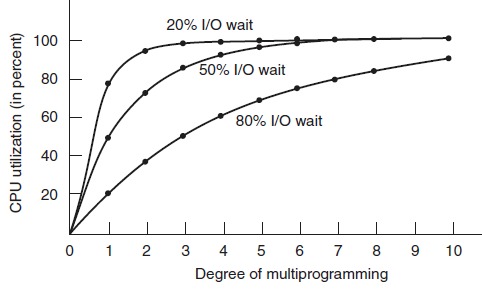 20% I/O wait
100
80
50% I/O wait
60
80% I/O wait
40
20
CPU utilization (in percent)
0 1 2 3 4 5 6 7 8 9 10
Degree of multiprogramming